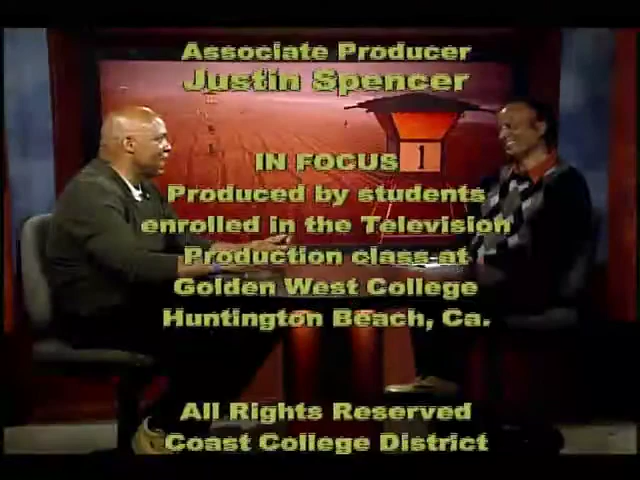 Associate Producer
Justin Spencer
IN FOCUS
1
Produced by students
enrolled in the Television
Production class at
Golden West College
Huntington Beach, Ca.
All Rights Reserved
Coast College District